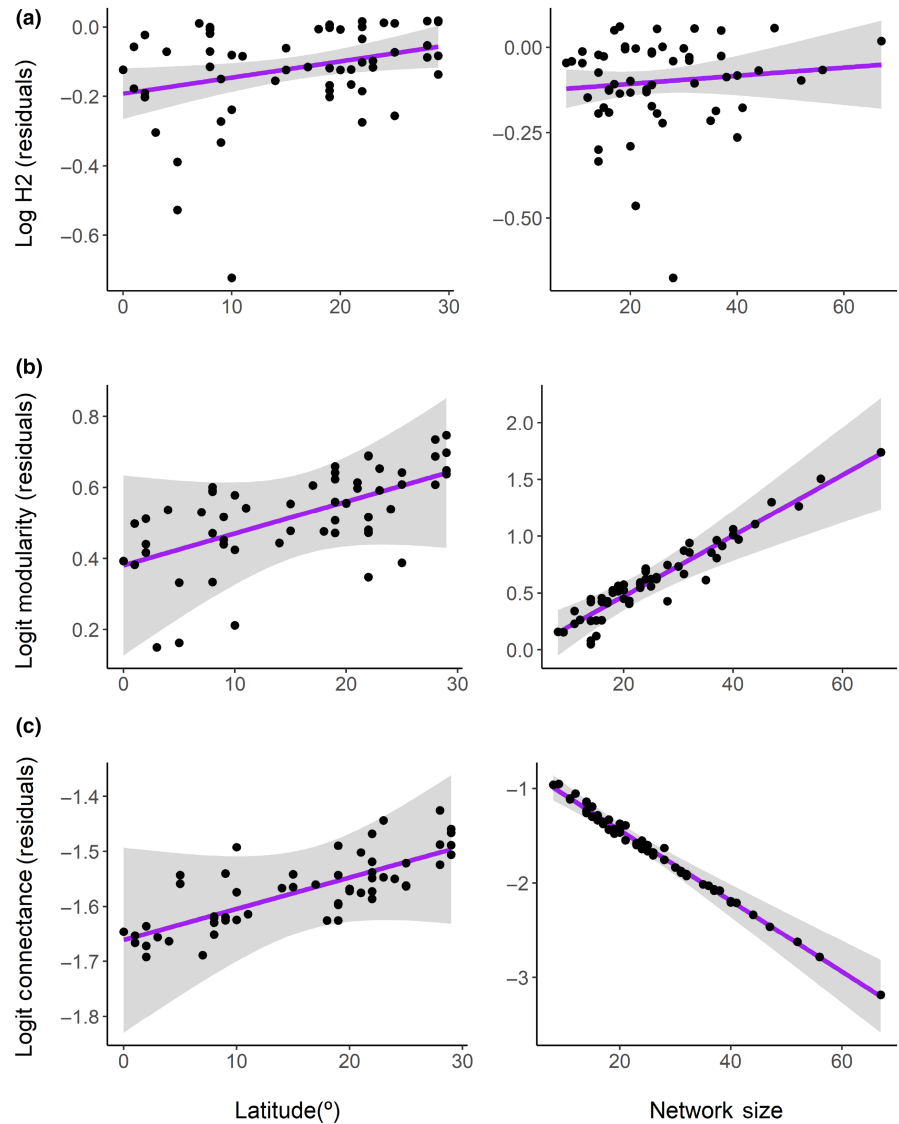 (a)
Log H2 (residuals)
0.0
−0.2
−0.4
−0.6
0 10 20 30
0.00
−0.25
−0.50
20 40 60
(b)
Logit modularity (residuals)
0.8
0.6
0.4
0.2
0 10 20 30
2.0
1.5
1.0
0.5
0.0
20 40 60
(c)
Logit connectance (residuals)
−1.4
−1.5
−1.6
−1.7
−1.8
0 10 20 30
−1
−2
−3
20 40 60
Latitude(º)
Network size